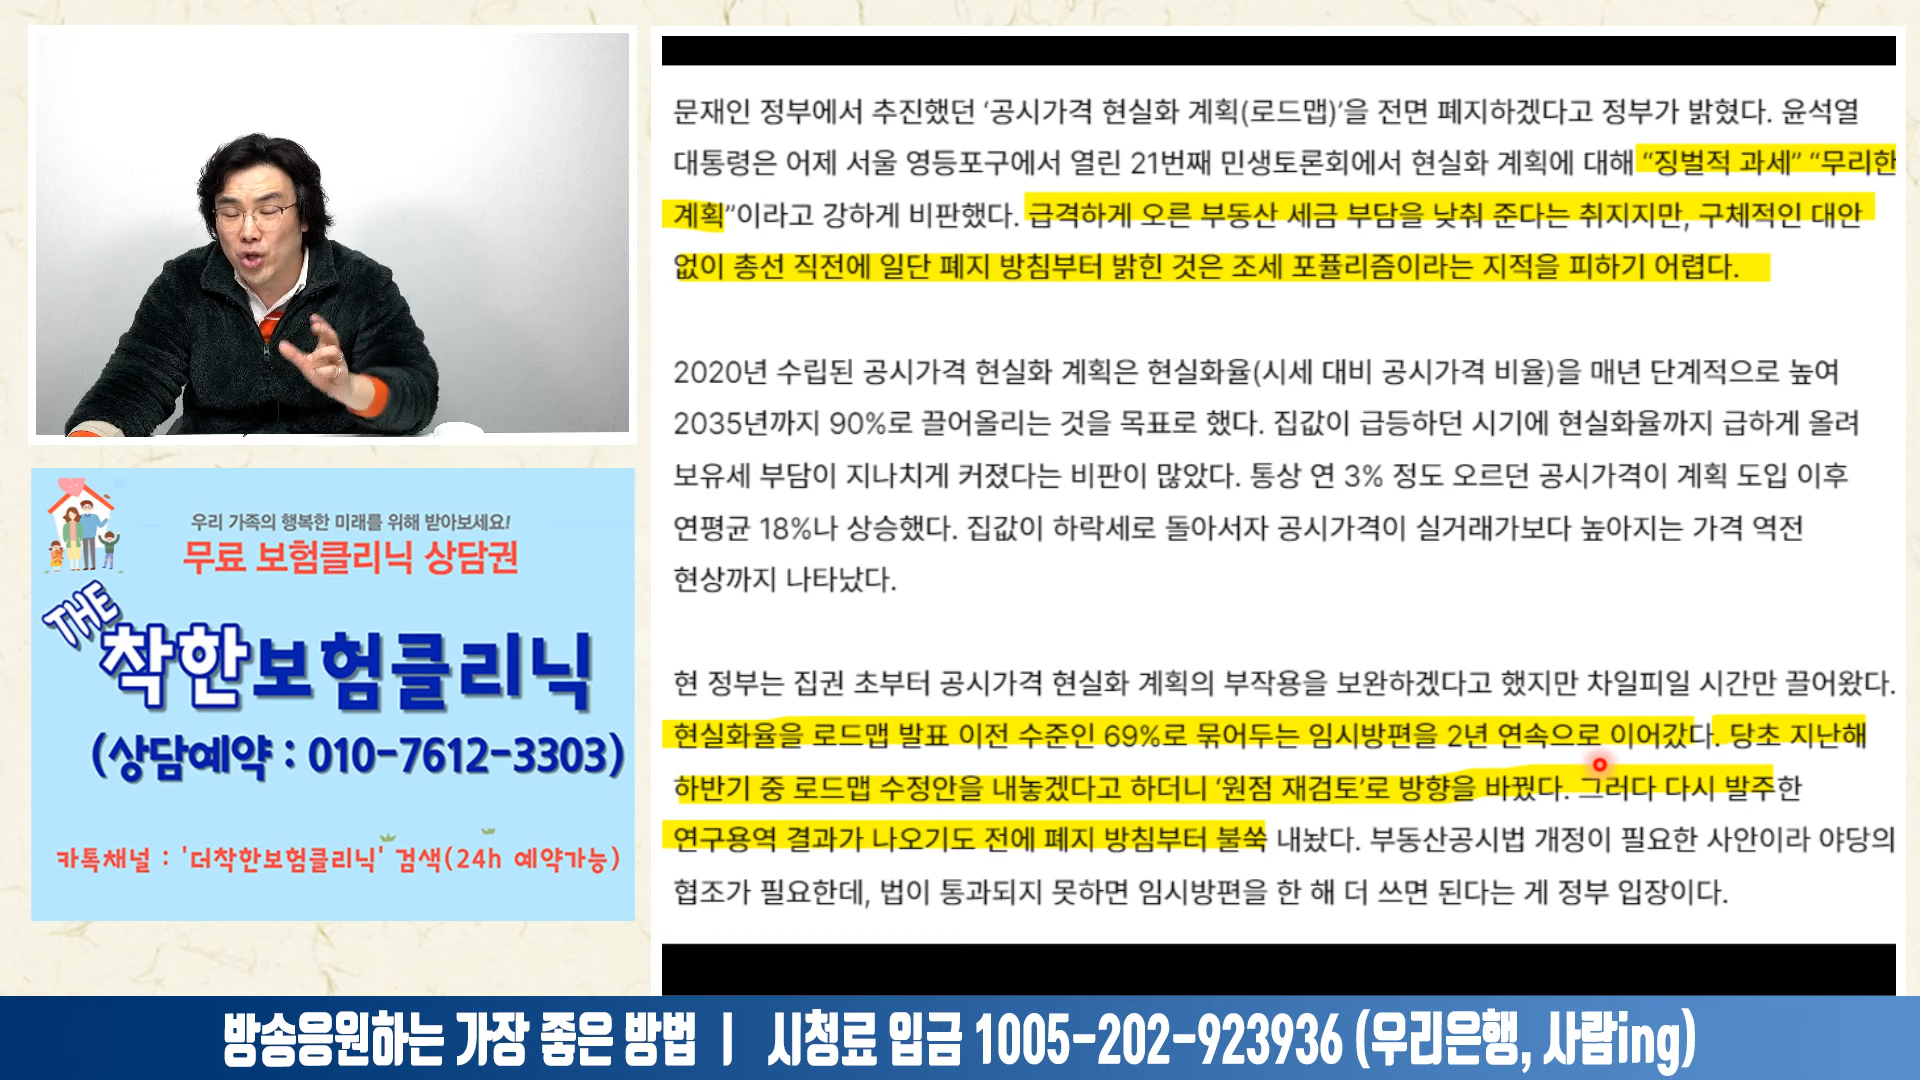 문재인 정부에서 추진했던 ‘공시가격 현실화 계획(로드맵)’을 전면 폐지하겠다고 정부가 밝혔다. 윤석열
대통령은 어제 서울 영등포구에서 열린 21번째 민생토론회에서 현실화 계획에 대해 “징벌적 과세” “무리한
계획”이라고 강하게 비판했다. 급격하게 오른 부동산 세금 부담을 낮춰 준다는 취지지만, 구체적인 대안
없이 총선 직전에 일단 폐지 방침부터 밝힌 것은 조세 포퓰리즘이라는 지적을 피하기 어렵다.
2020년 수립된 공시가격 현실화 계획은 현실화율(시세 대비 공시가격 비율)을 매년 단계적으로 높여
2035년까지 90%로 끌어올리는 것을 목표로 했다. 집값이 급등하던 시기에 현실화율까지 급하게 올려
보유세 부담이 지나치게 커졌다는 비판이 많았다. 통상 연 3% 정도 오르던 공시가격이 계획 도입 이후
연평균 18%나 상승했다. 집값이 하락세로 돌아서자 공시가격이 실거래가보다 높아지는 가격 역전
현상까지 나타났다.
현 정부는 집권 초부터 공시가격 현실화 계획의 부작용을 보완하겠다고 했지만 차일피일 시간만 끌어왔다.
현실화율을 로드맵 발표 이전 수준인 69%로 묶어두는 임시방편을 2년 연속으로 이어갔다. 당초 지난해
하반기 중 로드맵 수정안을 내놓겠다고 하더니 ‘원점 재검토’로 방향을 바꿨다. 그러다 다시 발주한
연구용역 결과가 나오기도 전에 폐지 방침부터 불쑥 내놨다. 부동산공시법 개정이 필요한 사안이라 야당의
협조가 필요한데, 법이 통과되지 못하면 임시방편을 한 해 더 쓰면 된다는 게 정부 입장이다.
우리 가족의 행복한 미래를 위해 받아보세요!
무료 보험클리닉 상담권
THE
착한보험클리닉
(상담예약 : 010-7612-3303)
카톡채널 : '더착한보험클리닉' 검색(24h 예약가능)
방송응원하는 가장 좋은 방법 ㅣ 시청료 입금 1005-202-923936 (우리은행, 사람ing)